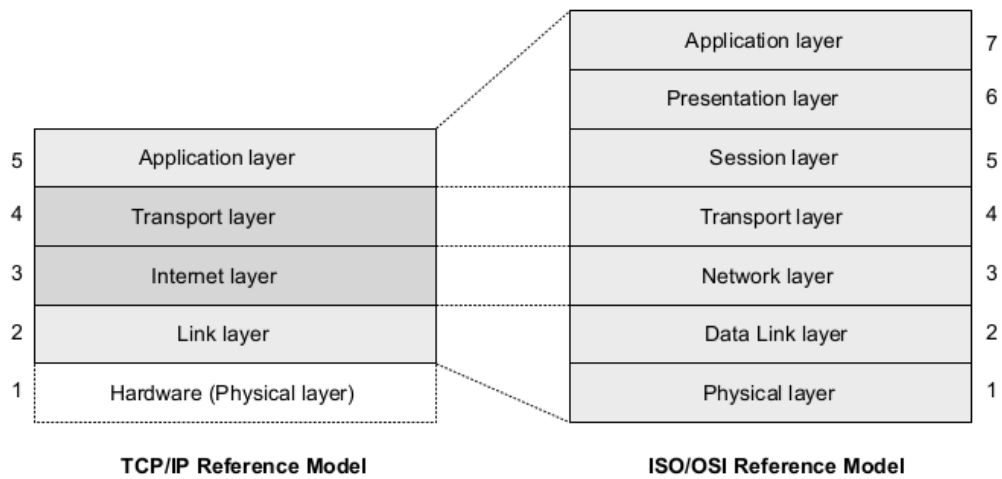 Application layer 7
Presentation layer 6
5 Application layer Session layer 5
4 Transport layer Transport layer 4
3 Internet layer Network layer 3
2 Link layer Data Link layer 2
1 Hardware (Physical layer) Physical layer 1
TCP/IP Reference Model ISO/OSI Reference Model